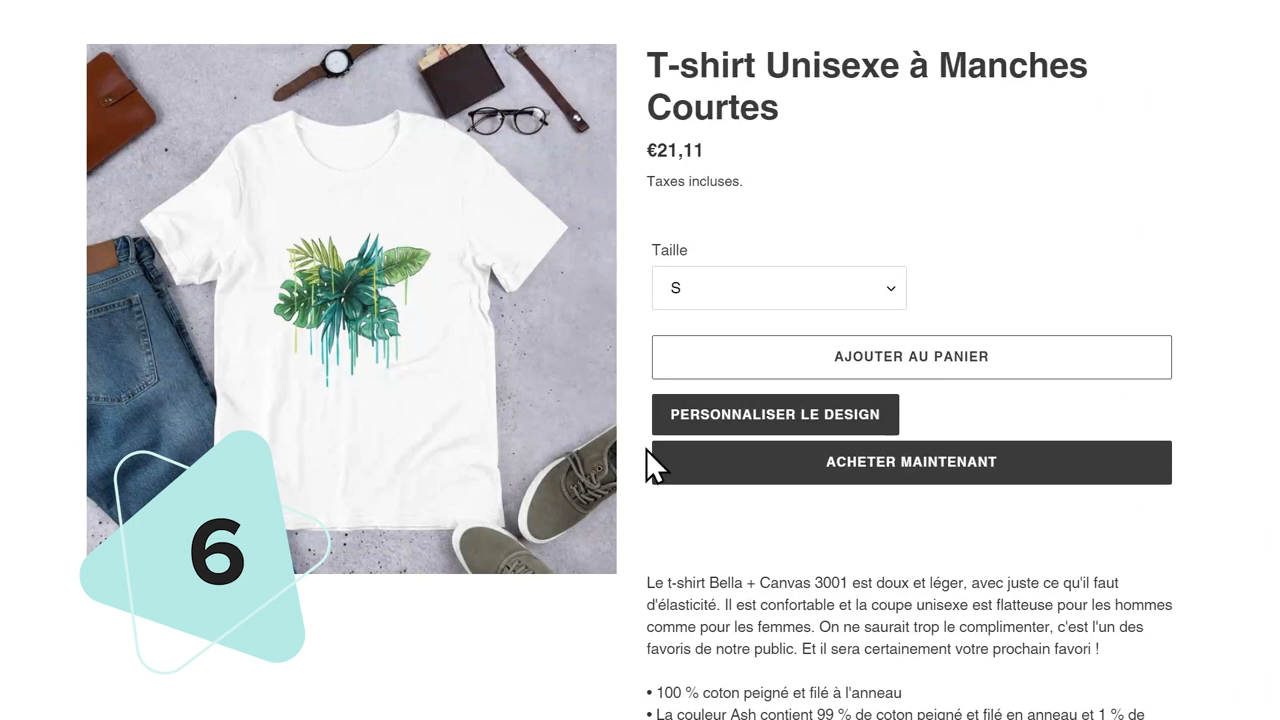 T-shirt Unisexe à Manches
Courtes
€21,11
Taxes incluses.
Taille
S
AJOUTER AU PANIER
PERSONNALISER LE DESIGN
ACHETER MAINTENANT
6
Le t-shirt Bella + Canvas 3001 est doux et léger, avec juste ce qu'il faut
d'élasticité. Il est confortable et la coupe unisexe est flatteuse pour les hommes
comme pour les femmes. On ne saurait trop le complimenter, c'est l'un des
favoris de notre public. Et il sera certainement votre prochain favori !
• 100 % coton peigné et filé à l'anneau
• La couleur Ash contient 99 % de coton peigné et filé en anneau et 1 % de